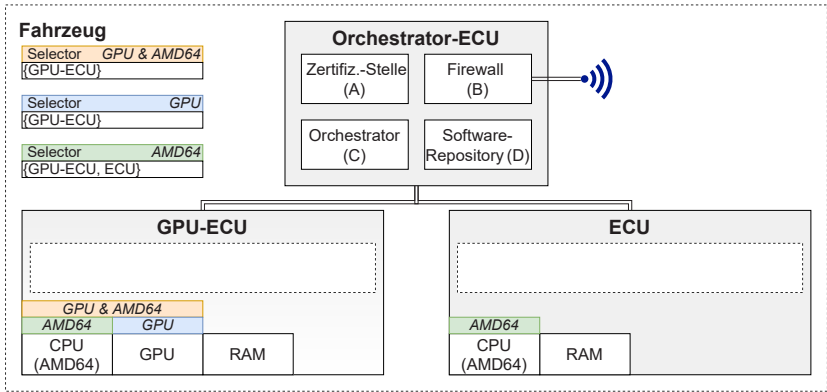 Fahrzeug
Selector GPU & AMD64
{GPU-ECU}
Selector GPU
{GPU-ECU}
Selector AMD64
{GPU-ECU, ECU}
Orchestrator-ECU
Zertifiz.-Stelle
(A)
Firewall
(B)
Orchestrator
(C)
Software-
Repository (D)
GPU-ECU
GPU & AMD64
AMD64 GPU
CPU
(AMD64)
GPU
RAM
ECU
AMD64
CPU
(AMD64)
RAM